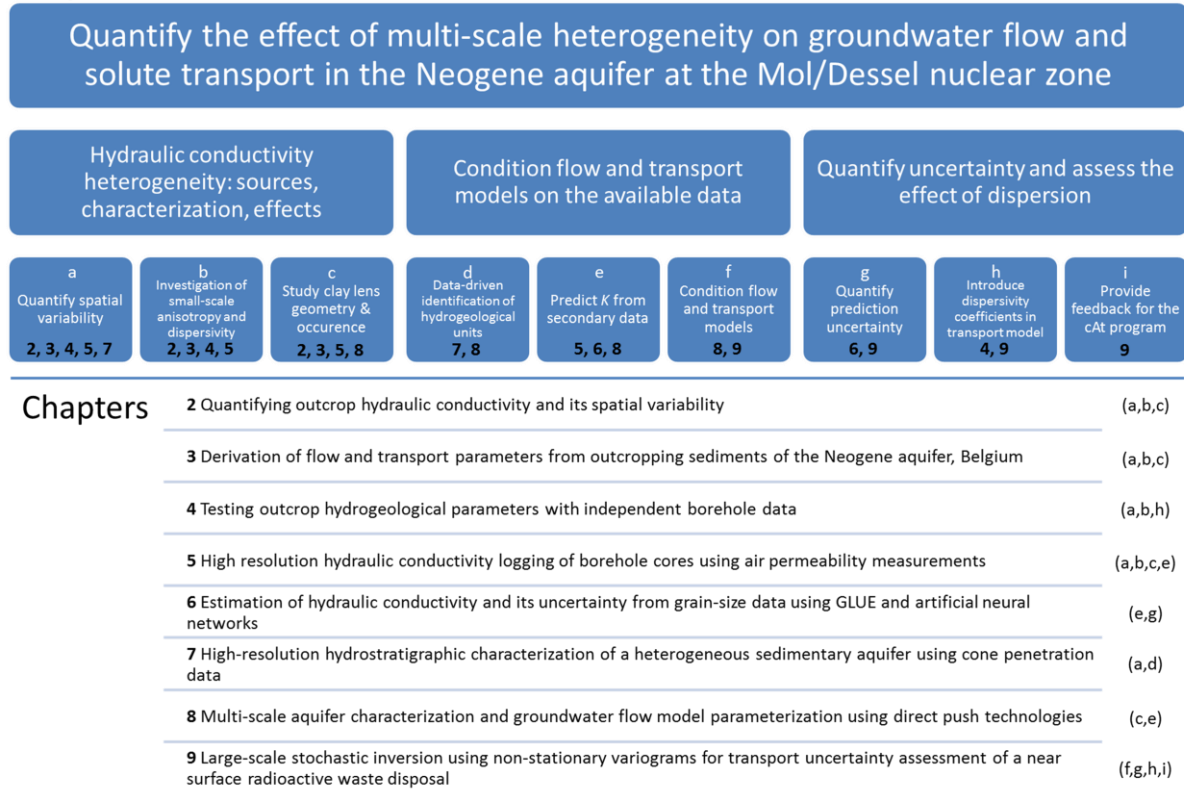 Quantify the effect of multi-scale heterogeneity on groundwater flow and
solute transport in the Neogene aquifer at the Mol/Dessel nuclear zone
Hydraulic conductivity
heterogeneity: sources,
characterization, effects
Condition flow and transport
models on the available data
Quantify uncertainty and assess the
effect of dispersion
a
Quantify spatial
variability
2, 3, 4, 5, 7
b
Investigation of
small-scale
anisotropy and
dispersivity
2, 3, 4, 5
c
Study clay lens
geometry &
occurence
2, 3, 5, 8
d
Data-driven
identification of
hydrogeological
units
7, 8
e
Predict K from
secondary data
5, 6, 8
f
Condition flow
and transport
models
8, 9
g
Quantify
prediction
uncertainty
6, 9
h
Introduce
dispersivity
coefficients in
transport model
4, 9
i
Provide
feedback for the
cAt program
9
Chapters
2 Quantifying outcrop hydraulic conductivity and its spatial variability (a,b,c)
3 Derivation of flow and transport parameters from outcropping sediments of the Neogene aquifer, Belgium (a,b,c)
4 Testing outcrop hydrogeological parameters with independent borehole data (a,b,h)
5 High resolution hydraulic conductivity logging of borehole cores using air permeability measurements (a,b,c,e)
6 Estimation of hydraulic conductivity and its uncertainty from grain-size data using GLUE and artificial neural
networks (e,g)
7 High-resolution hydrostratigraphic characterization of a heterogeneous sedimentary aquifer using cone penetration
data (a,d)
8 Multi-scale aquifer characterization and groundwater flow model parameterization using direct push technologies (c,e)
9 Large-scale stochastic inversion using non-stationary variograms for transport uncertainty assessment of a near
surface radioactive waste disposal (f,g,h,i)